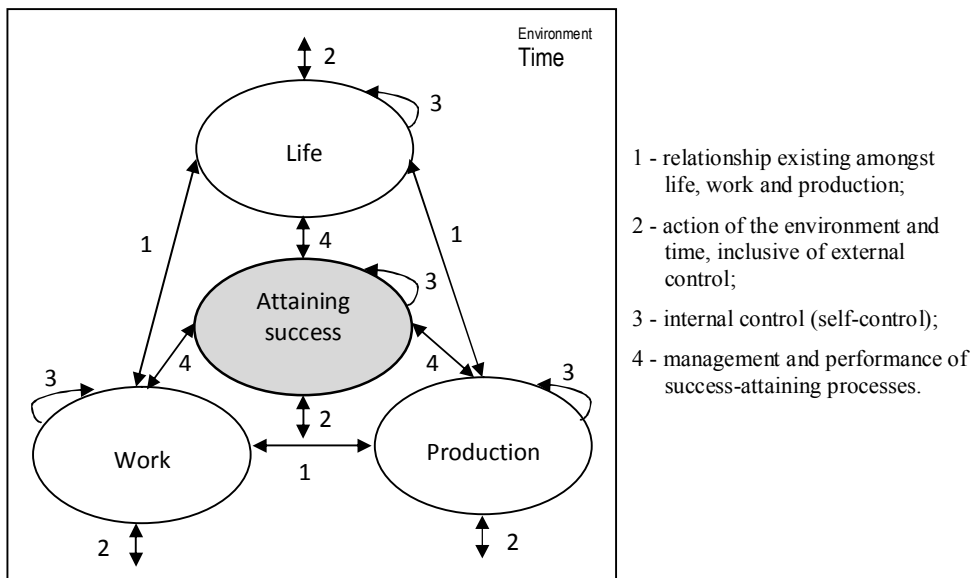 Environment
Time
2
3
Life
1
4
1
3
Attaining
success
4
4
3
3
2
Work
1
Production
2
2
1 - relationship existing amongst
life, work and production;
2 - action of the environment and
time, inclusive of external
control;
3 - internal control (self-control);
4 - management and performance of
success-attaining processes.